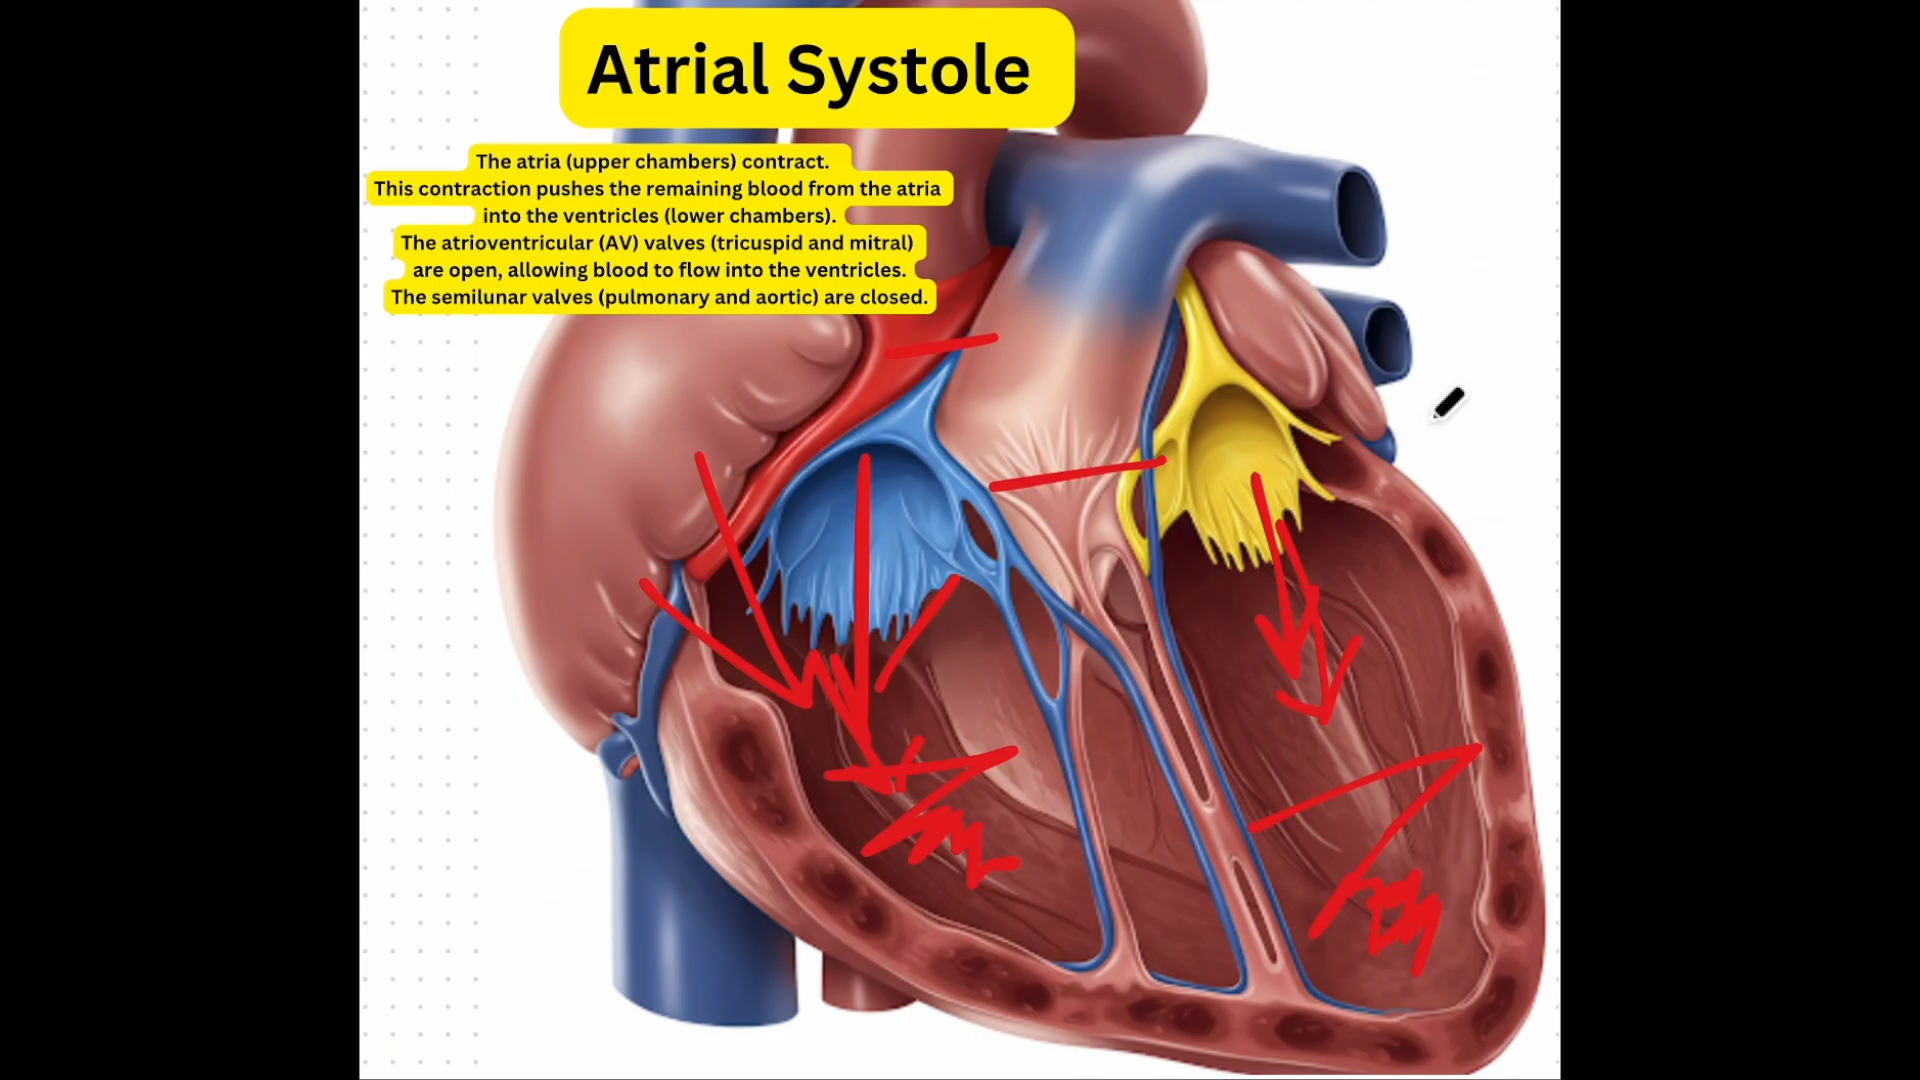 Atrial Systole
The atria (upper chambers) contract.
This contraction pushes the remaining blood from the atria
into the ventricles (lower chambers).
The atrioventricular (AV) valves (tricuspid and mitral)
are open, allowing blood to flow into the ventricles.
The semilunar valves (pulmonary and aortic) are closed.